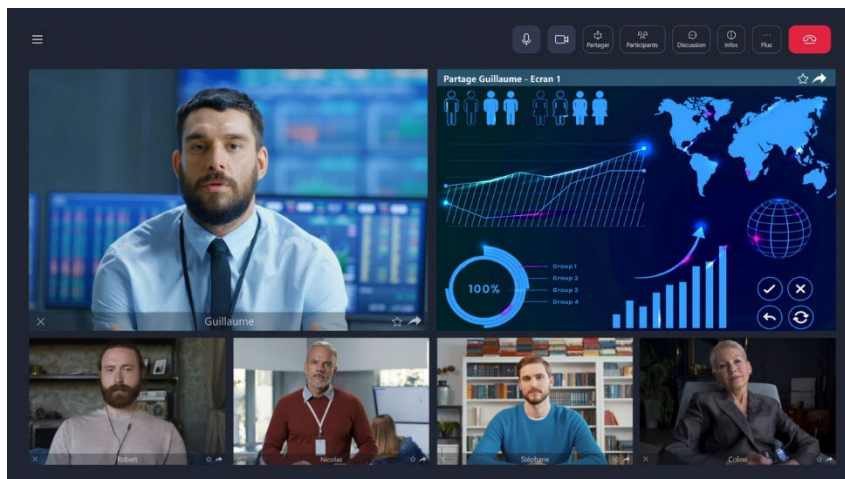 Partager
Participants
Discussion
Infos
Plus
Partage Guillaume - Ecran 1
100%
Group 1
Group 2
Group 3
Group 4
Guillaume
Robert
Nicolas
Stéphane
Coline